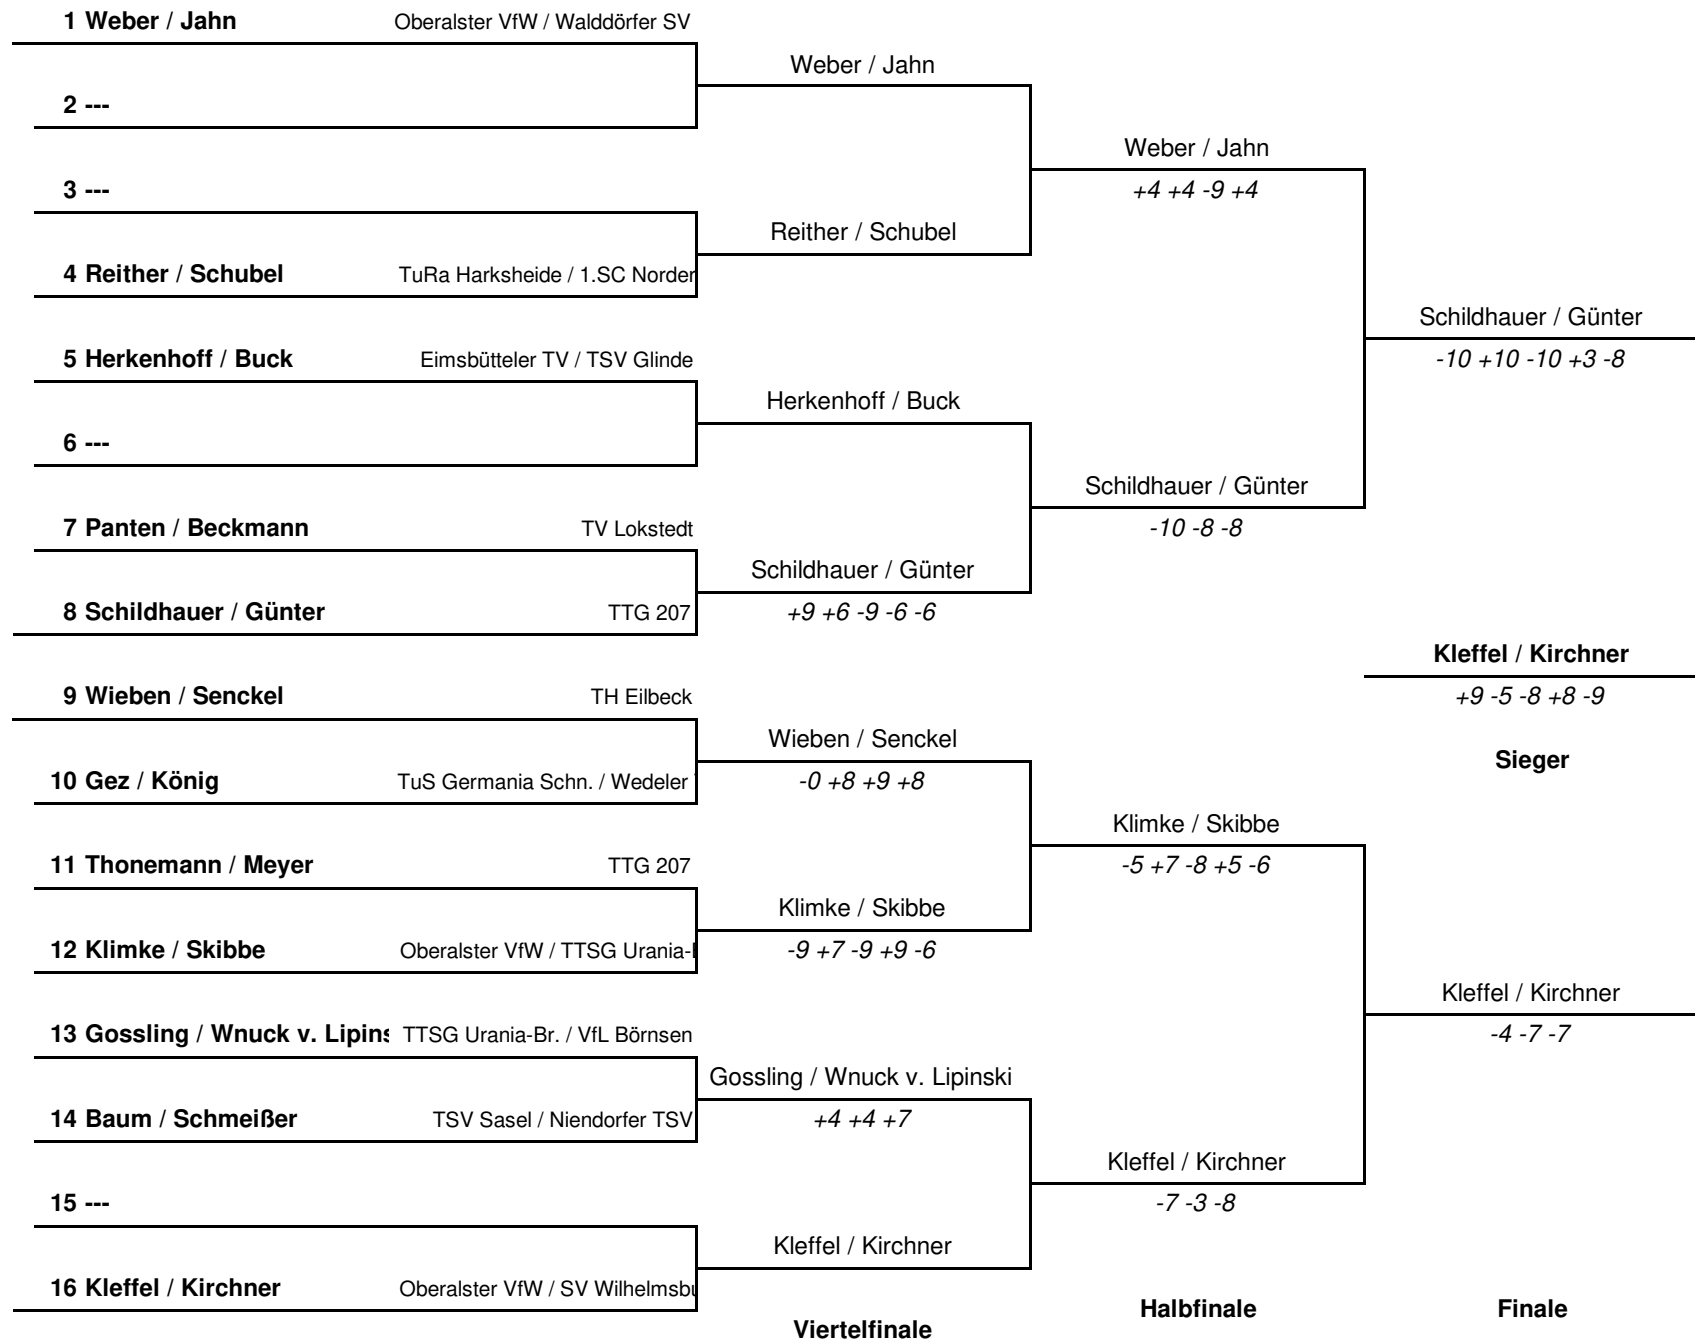 1 Weber / Jahn Oberalster VfW / Walddörfer SV
Weber / Jahn
2 ---
Weber / Jahn
3 ---
+4 +4 -9 +4
Reither / Schubel
4 Reither / Schubel TuRa Harksheide / 1.SC Norder
Schildhauer / Günter
5 Herkenhoff / Buck Eimsbütteler TV / TSV Glinde
-10 +10 -10 +3 -8
Herkenhoff / Buck
6 ---
Schildhauer / Günter
7 Panten / Beckmann TV Lokstedt
-10 -8 -8
Schildhauer / Günter
8 Schildhauer / Günter TTG 207
+9 +6 -9 -6 -6
Kleffel / Kirchner
9 Wieben / Senckel TH Eilbeck
+9 -5 -8 +8 -9
Wieben / Senckel
Sieger
10 Gez / König TuS Germania Schn. / Wedeler
-0 +8 +9 +8
Klimke / Skibbe
11 Thonemann / Meyer TTG 207
-5 +7 -8 +5 -6
Klimke / Skibbe
12 Klimke / Skibbe Oberalster VfW / TTSG Urania-
-9 +7 -9 +9 -6
Kleffel / Kirchner
13 Gossling / Wnuck v. Lipins TTSG Urania-Br. / VfL Börnsen
-4 -7 -7
Gossling / Wnuck v. Lipinski
14 Baum / Schmeißer TSV Sasel / Niendorfer TSV
+4 +4 +7
Kleffel / Kirchner
15 ---
-7 -3 -8
Kleffel / Kirchner
16 Kleffel / Kirchner Oberalster VfW / SV Wilhelmsbu
Halbfinale
Finale
Viertelfinale